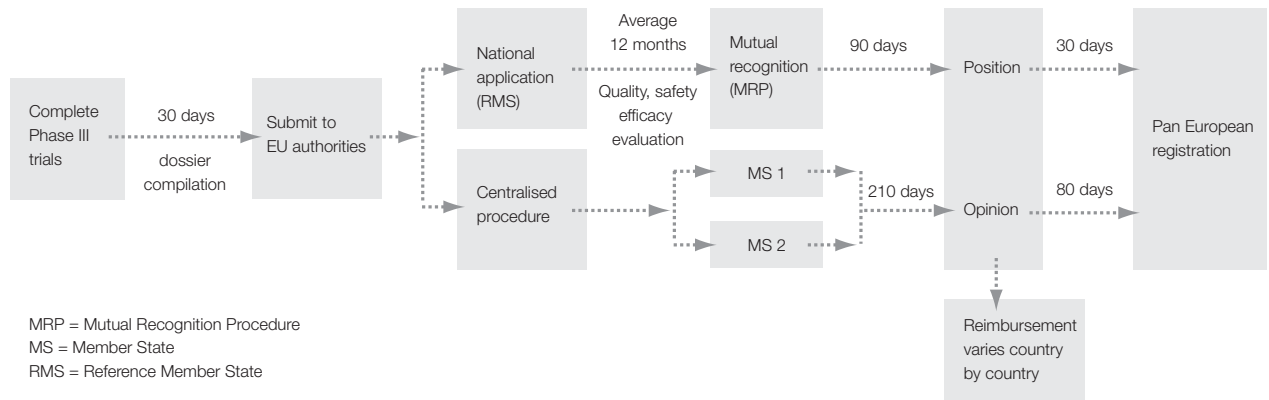 Complete
Phase III
trials
30 days
dossier
compilation
Submit to
EU authorities
National
application
(RMS)
Average
12 months
Quality, safety
efficacy
evaluation
Mutual
recognition
(MRP)
90 days
Position
30 days
Centralised
procedure
MS 1
MS 2
210 days
Opinion
80 days
Pan European
registration
Reimbursement
varies country
by country
MRP = Mutual Recognition Procedure
MS = Member State
RMS = Reference Member State